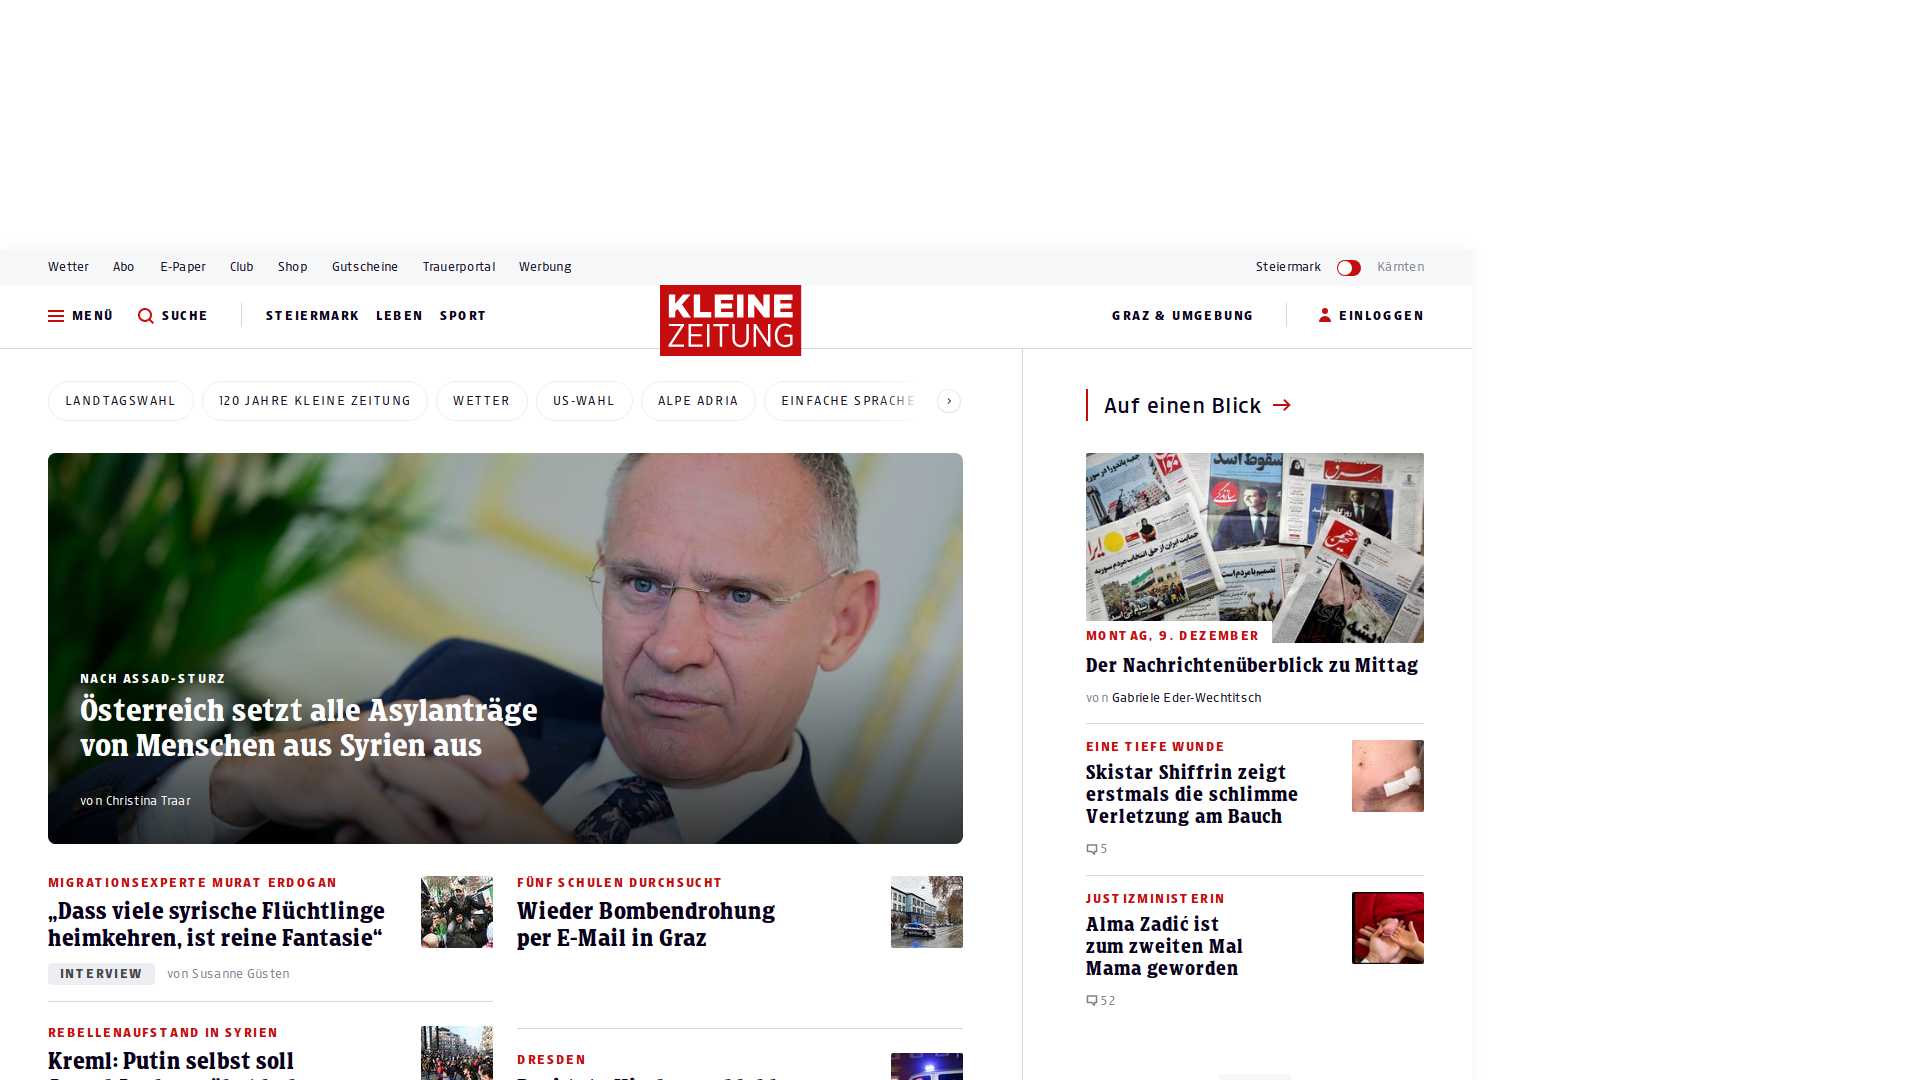 Wetter Abo E-Paper Club Shop Gutscheine Trauerportal Werbung Steiermark Kärnten
MENÜ SUCHE STEIERMARK LEBEN SPORT KLEINE ZEITUNG GRAZ & UMGEBUNG EINLOGGEN
LANDTAGSWAHL 120 JAHRE KLEINE ZEITUNG WETTER US-WAHL ALPE ADRIA EINFACHE SPRACHE
NACH ASSAD-STURZ
Österreich setzt alle Asylanträge
von Menschen aus Syrien aus
von Christina Traar
MIGRATIONSEXPERTE MURAT ERDOGAN
„Dass viele syrische Flüchtlinge
heimkehren, ist reine Fantasie“
INTERVIEW von Susanne Güsten
REBELLENAUFSTAND IN SYRIEN
Kreml: Putin selbst soll
FÜNF SCHULEN DURCHSUCHT
Wieder Bombendrohung
per E-Mail in Graz
DRESDEN
Auf einen Blick
MONTAG, 9. DEZEMBER
Der Nachrichtenüberblick zu Mittag
von Gabriele Eder-Wechtitsch
EINE TIEFE WUNDE
Skistar Shiffrin zeigt
erstmals die schlimme
Verletzung am Bauch
5
JUSTIZMINISTERIN
Alma Zadić ist
zum zweiten Mal
Mama geworden
52